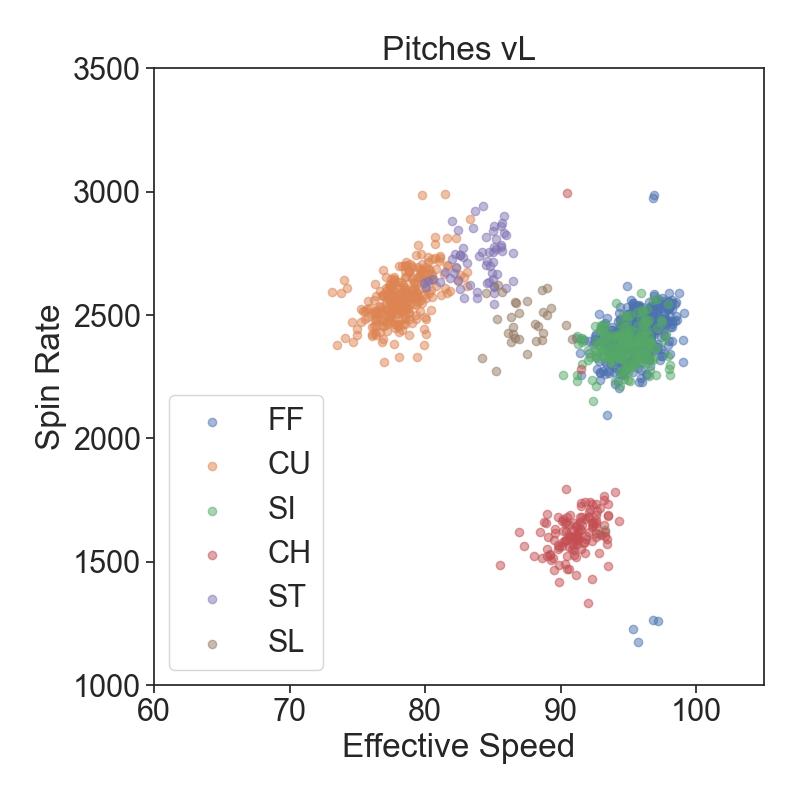 Pitches vL
3500
3000
2500
2000
1500
1000
Spin Rate
FF
CU
SI
CH
ST
SL
60 70 80 90 100
Effective Speed